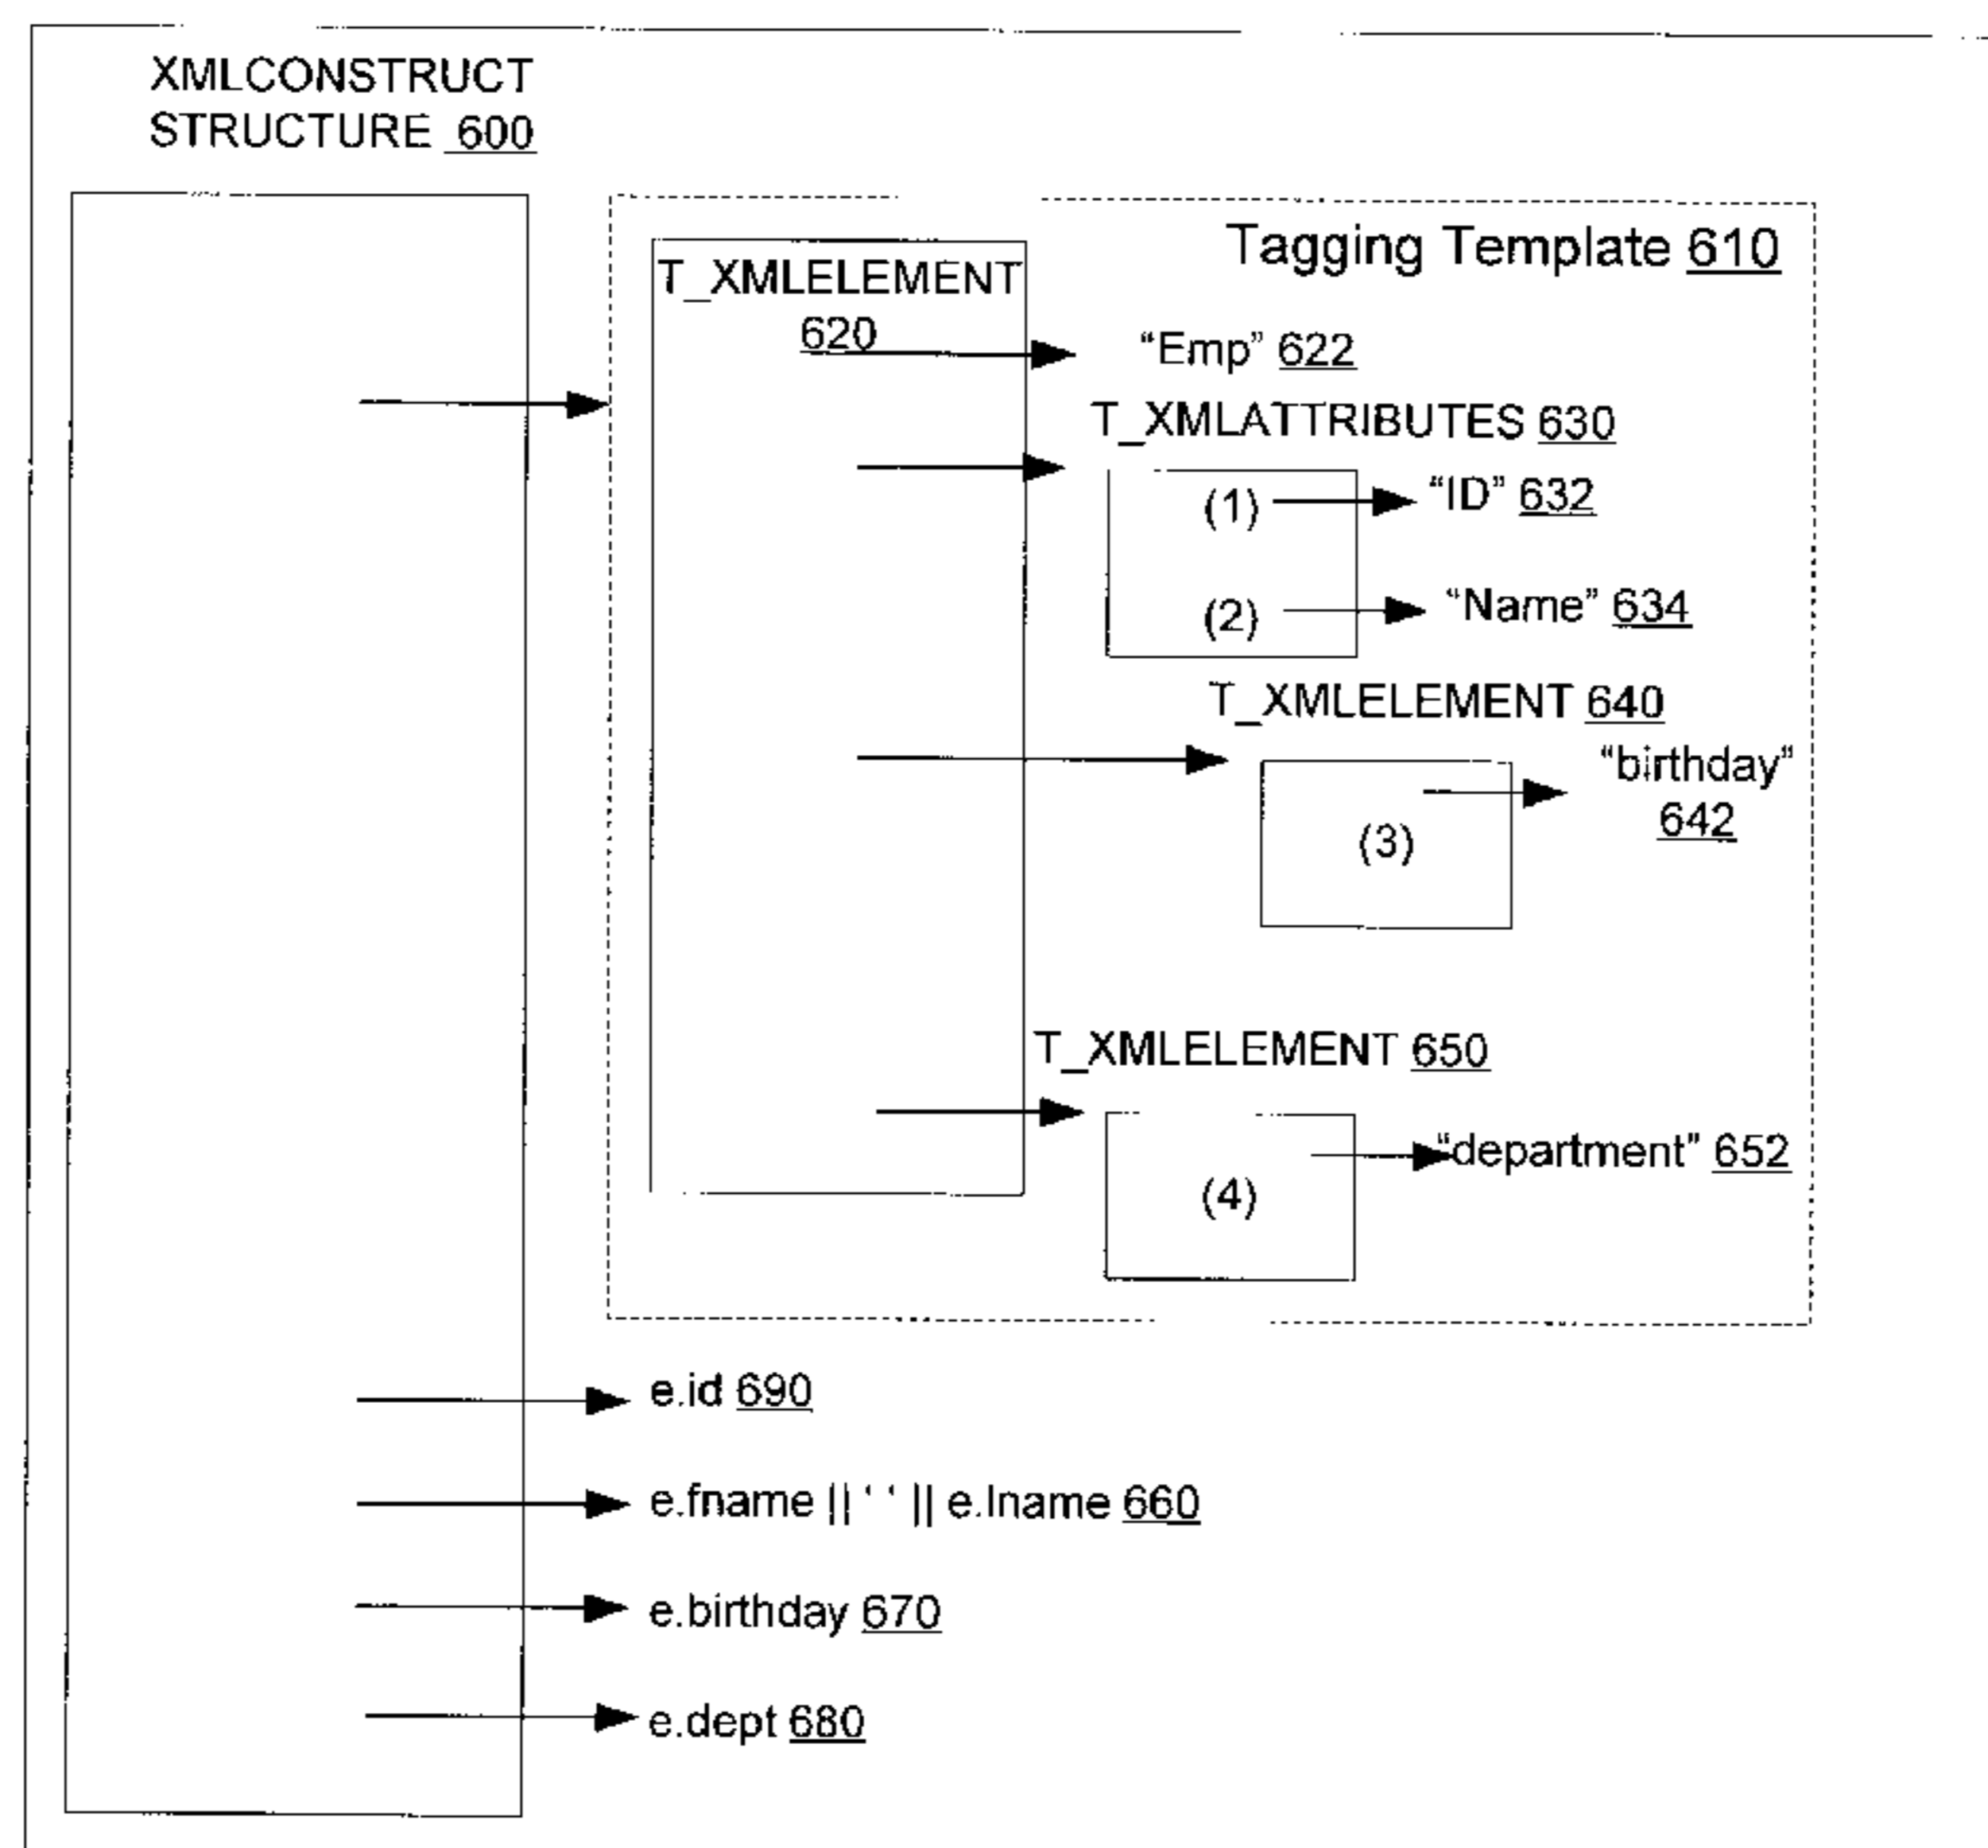 XMLCONSTRUCT
STRUCTURE 600
Tagging Template 610
T_XMLELEMENT
620
"Emp" 622
T_XMLATTRIBUTES 630
(1)
"ID" 632
(2)
"Name" 634
T_XMLELEMENT 640
"birthday"
642
(3)
T_XMLELEMENT 650
"department" 652
(4)
e.id 690
e.fname || ' ' || e.lname 660
e.birthday 670
e.dept 680